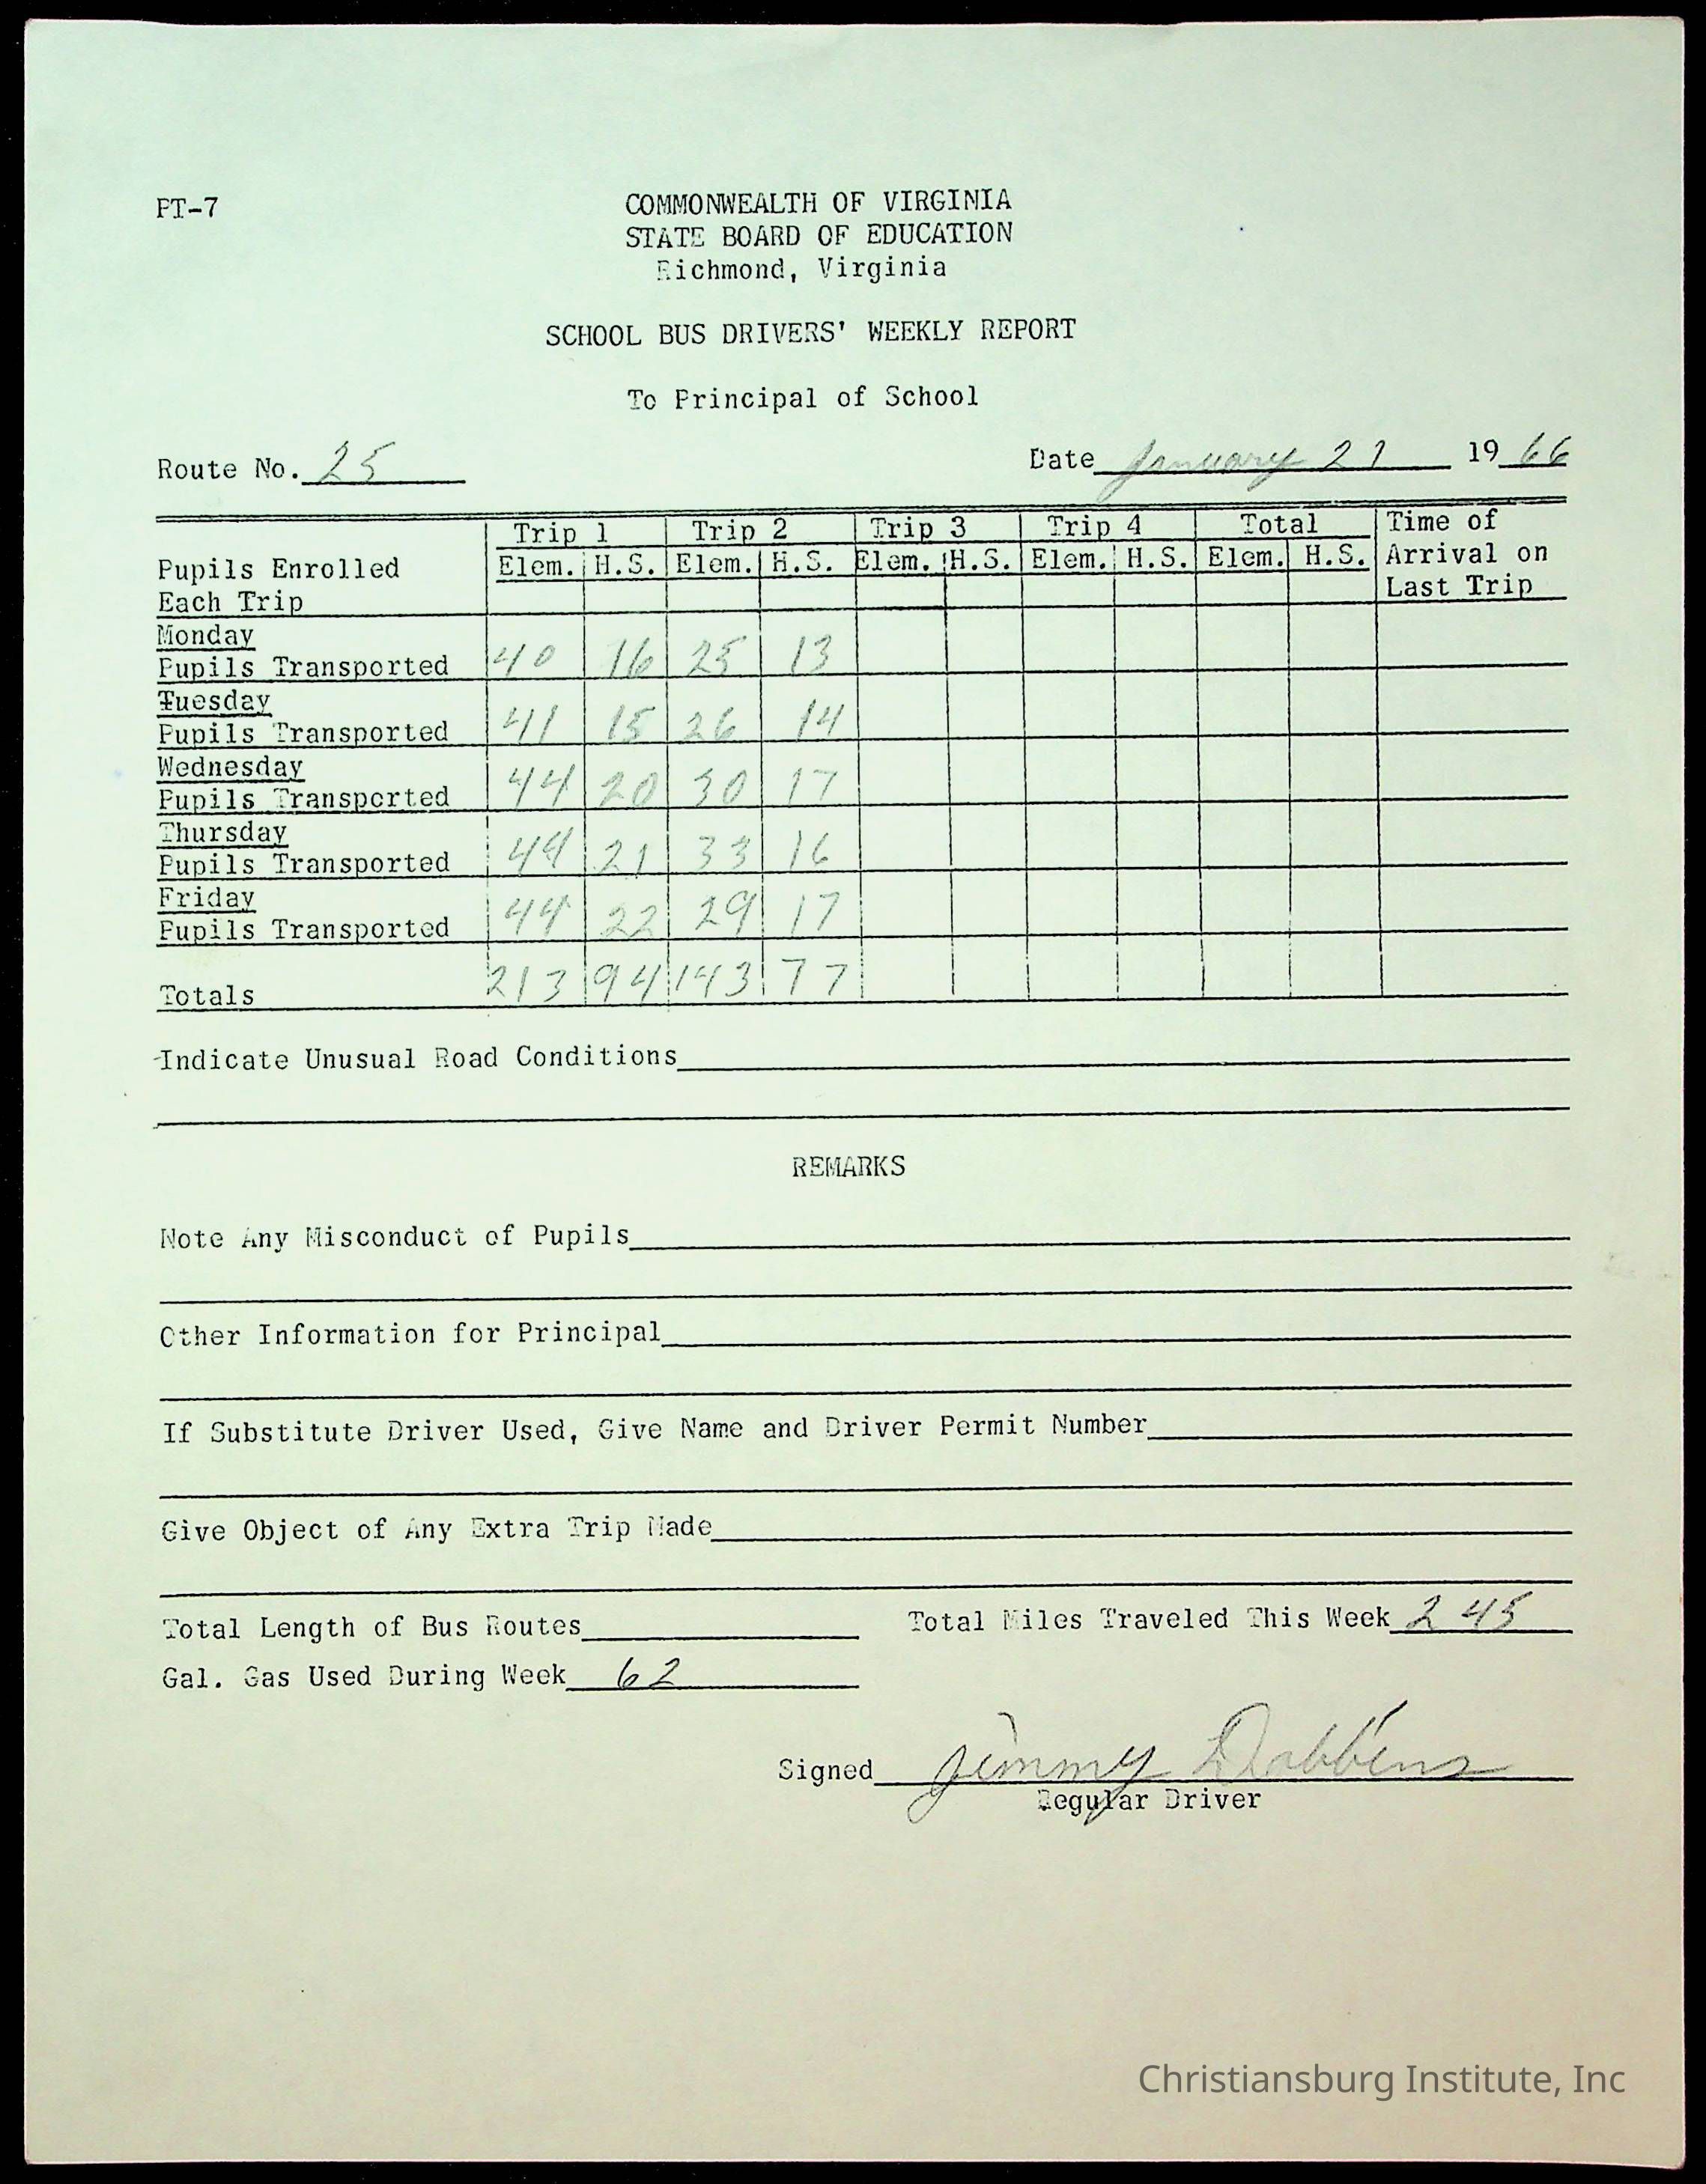 PT-7
COMMONWEALTH OF VIRGINIA
STATE BOARD OF EDUCATION
Richmond, Virginia
SCHOOL BUS DRIVERS' WEEKLY REPORT
To Principal of School
Route No. 25 Date January 21 1966
Trip 1 Trip 2 Trip 3 Trip 4 Total Time of
Pupils Enrolled Elem. H.S. Elem. H.S. Elem. H.S. Elem. H.S. Elem. H.S. Arrival on
Each Trip Last Trip
Monday
Pupils Transported 40 16 25 13
Tuesday
Pupils Transported 41 15 26 14
Wednesday
Pupils Transported 44 20 30 17
Thursday
Pupils Transported 44 21 33 16
Friday
Pupils Transported 44 22 29 17
Totals 213 94 143 77
Indicate Unusual Road Conditions
REMARKS
Note Any Misconduct of Pupils
Other Information for Principal
If Substitute Driver Used, Give Name and Driver Permit Number
Give Object of Any Extra Trip Made
Total Length of Bus Routes Total Miles Traveled This Week 245
Gal. Gas Used During Week 62
Signed Jimmy Dobbins
Regular Driver
Christiansburg Institute, Inc